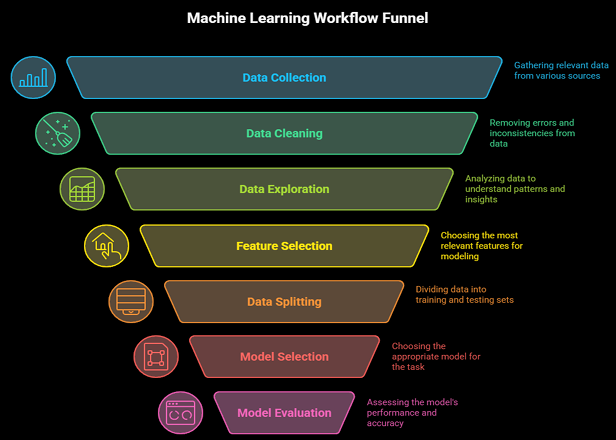 Machine Learning Workflow Funnel
Data Collection
Gathering relevant data
from various sources
Data Cleaning
Removing errors and
inconsistencies from
data
Data Exploration
Analyzing data to
understand patterns and
insights
Feature Selection
Choosing the most
relevant features for
modeling
Data Splitting
Dividing data into
training and testing sets
Model Selection
Choosing the
appropriate model for
the task
Model Evaluation
Assessing the model's
performance and
accuracy